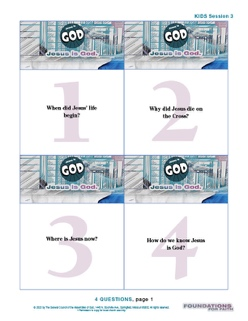 KIDS Session 3
GOD
Jesus is God.
GOD
Jesus is God.
1
When did Jesus' life
begin?
2
Why did Jesus die on
the Cross?
GOD
Jesus is God.
GOD
Jesus is God.
3
Where is Jesus now?
4
How do we know Jesus
is God?
4 QUESTIONS, page 1
FOUNDATIONS
FOR FAITH